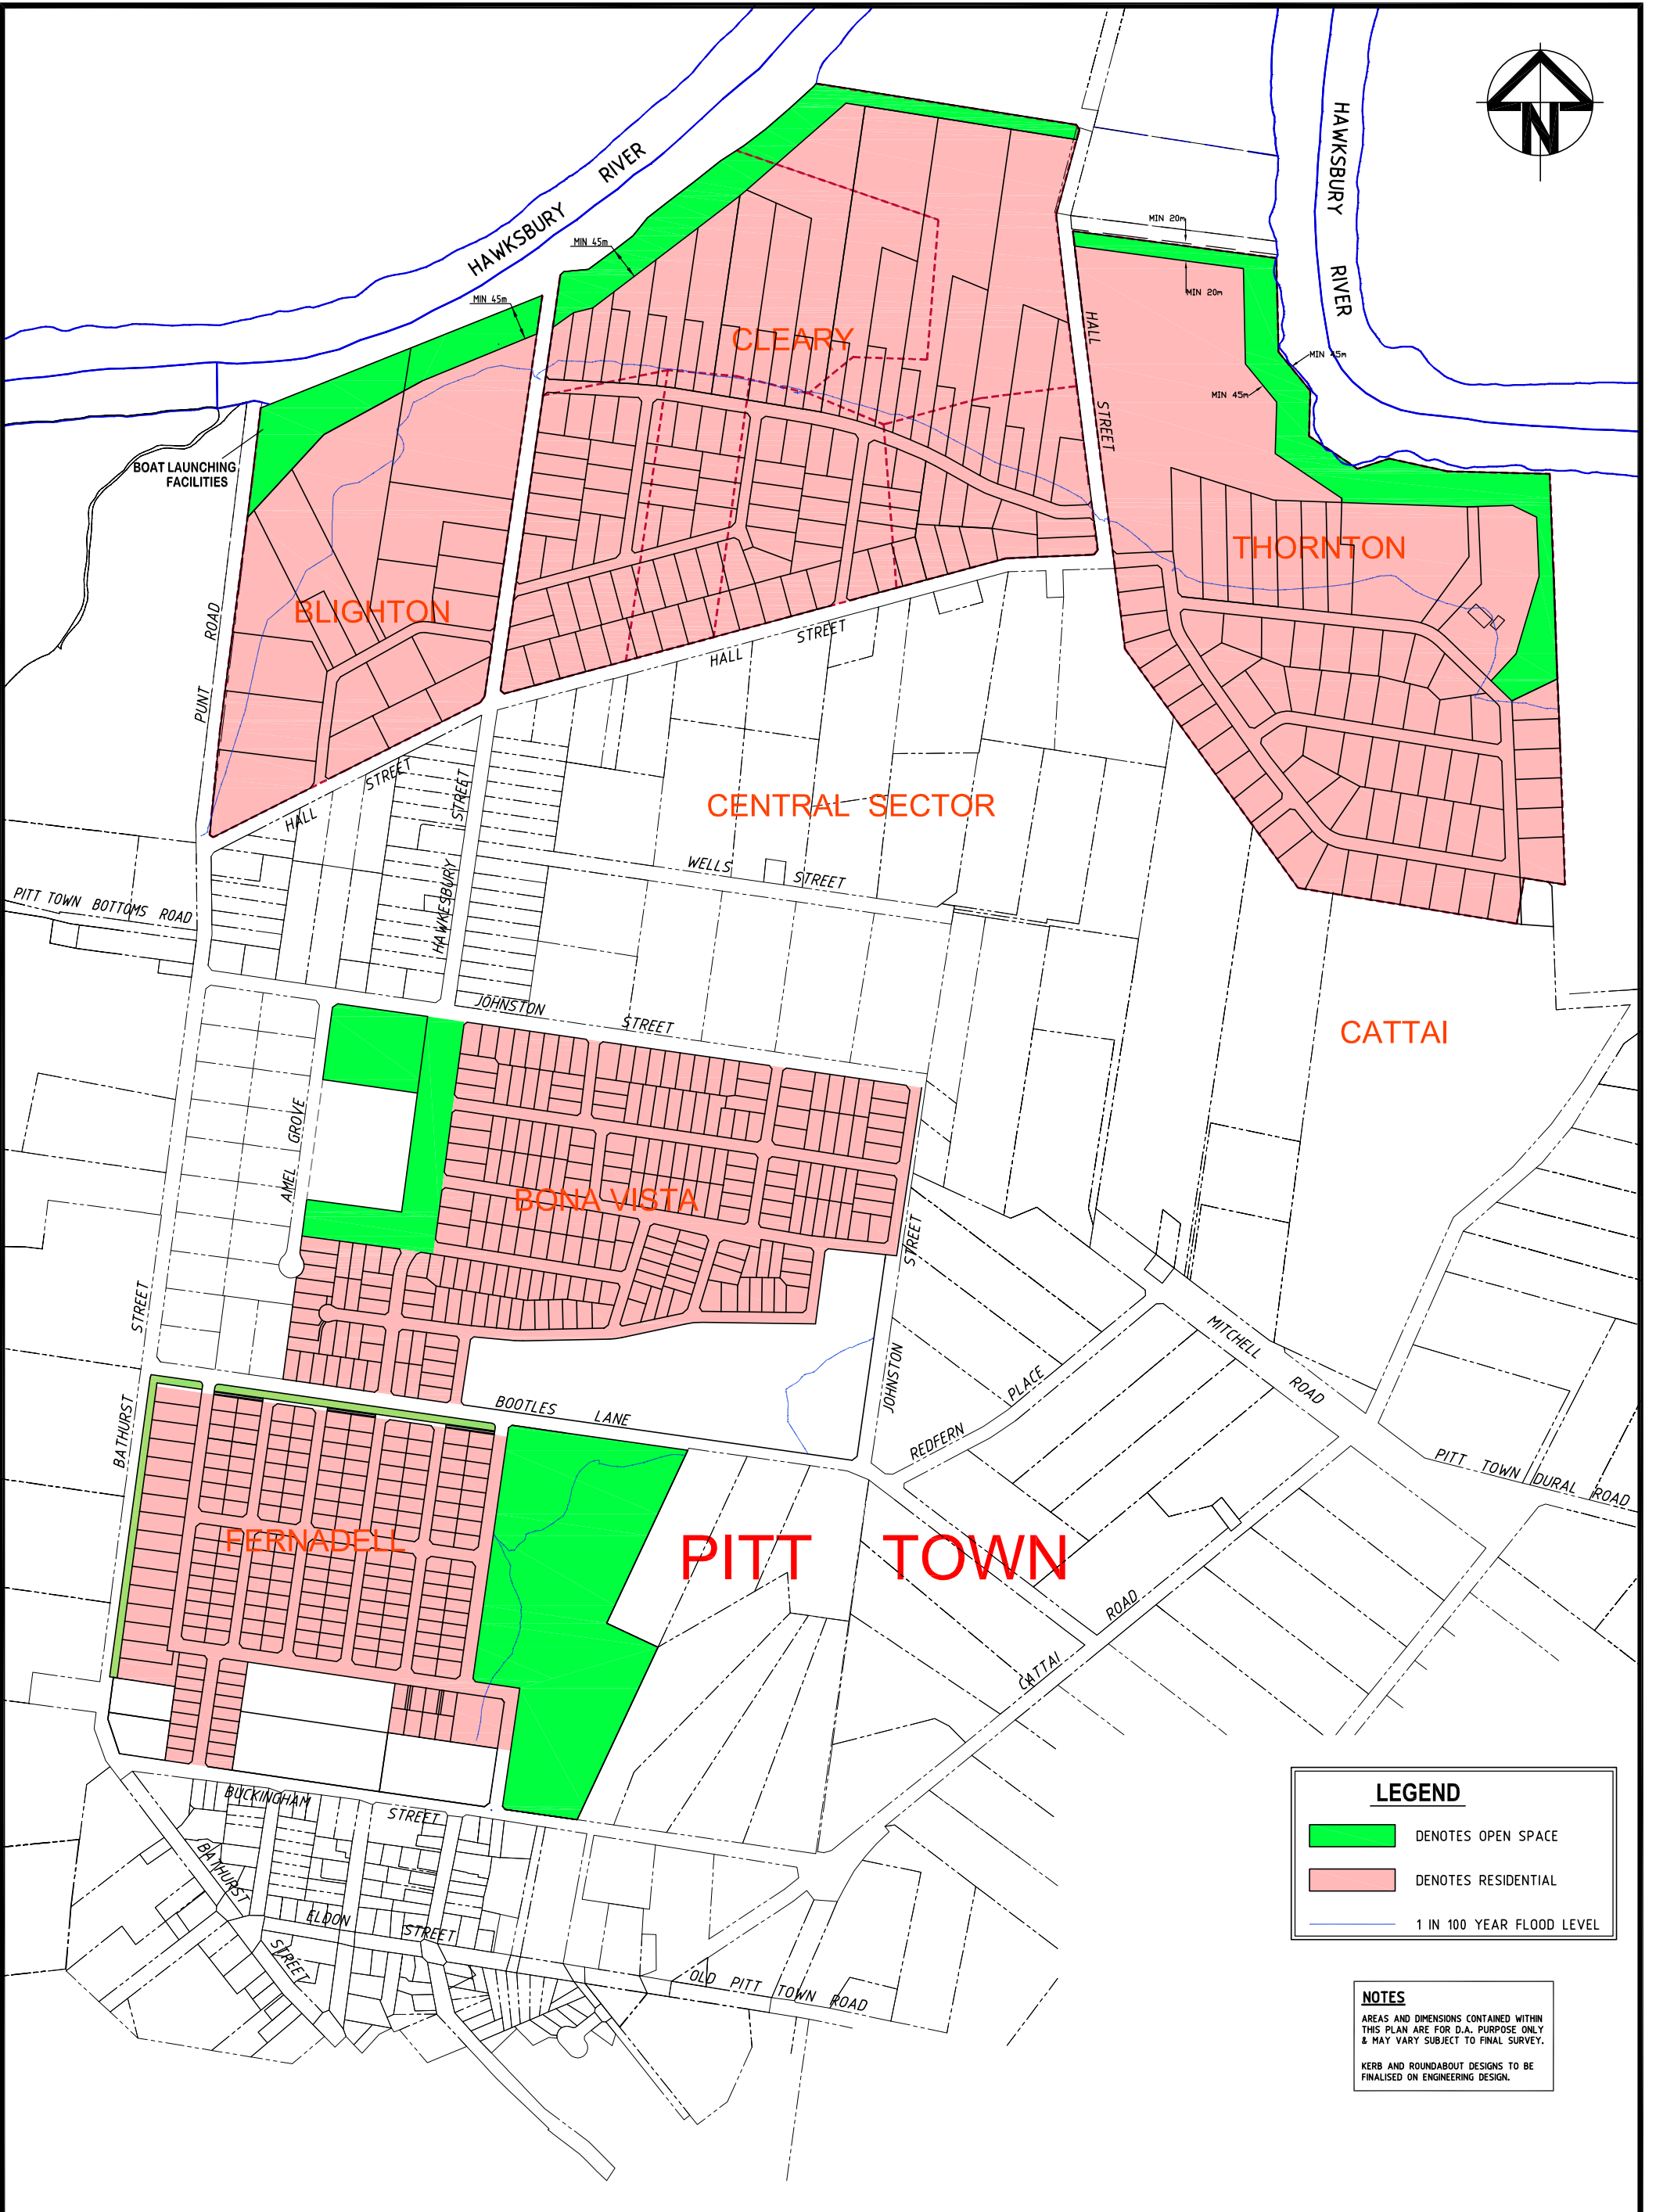 HAWKSBURY RIVER
HAWKSBURY RIVER
N
MIN 20m
MIN 45m
MIN 20m
MIN 45m
HALL STREET
CLEARY
MIN 45m
MIN 45m
BOAT LAUNCHING
FACILITIES
THORNTON
BLIGHTON
PUNT ROAD
HALL STREET
HALL STREET
HAWKESBURY STREET
CENTRAL SECTOR
WELLS STREET
PITT TOWN BOTTOMS ROAD
JOHNSTON STREET
CATTAI
AMEL GROVE
BONA VISTA
JOHNSTON STREET
BATHURST STREET
BOOTLES LANE
REDFERN PLACE
MITCHELL ROAD
PITT TOWN DURAL ROAD
FERNADELL
PITT TOWN
CATTAI ROAD
BUCKINGHAM STREET
BATHURST STREET
ELDON STREET
OLD PITT TOWN ROAD
LEGEND
DENOTES OPEN SPACE
DENOTES RESIDENTIAL
1 IN 100 YEAR FLOOD LEVEL
NOTES
AREAS AND DIMENSIONS CONTAINED WITHIN
THIS PLAN ARE FOR D.A. PURPOSE ONLY
& MAY VARY SUBJECT TO FINAL SURVEY.
KERB AND ROUNDABOUT DESIGNS TO BE
FINALISED ON ENGINEERING DESIGN.